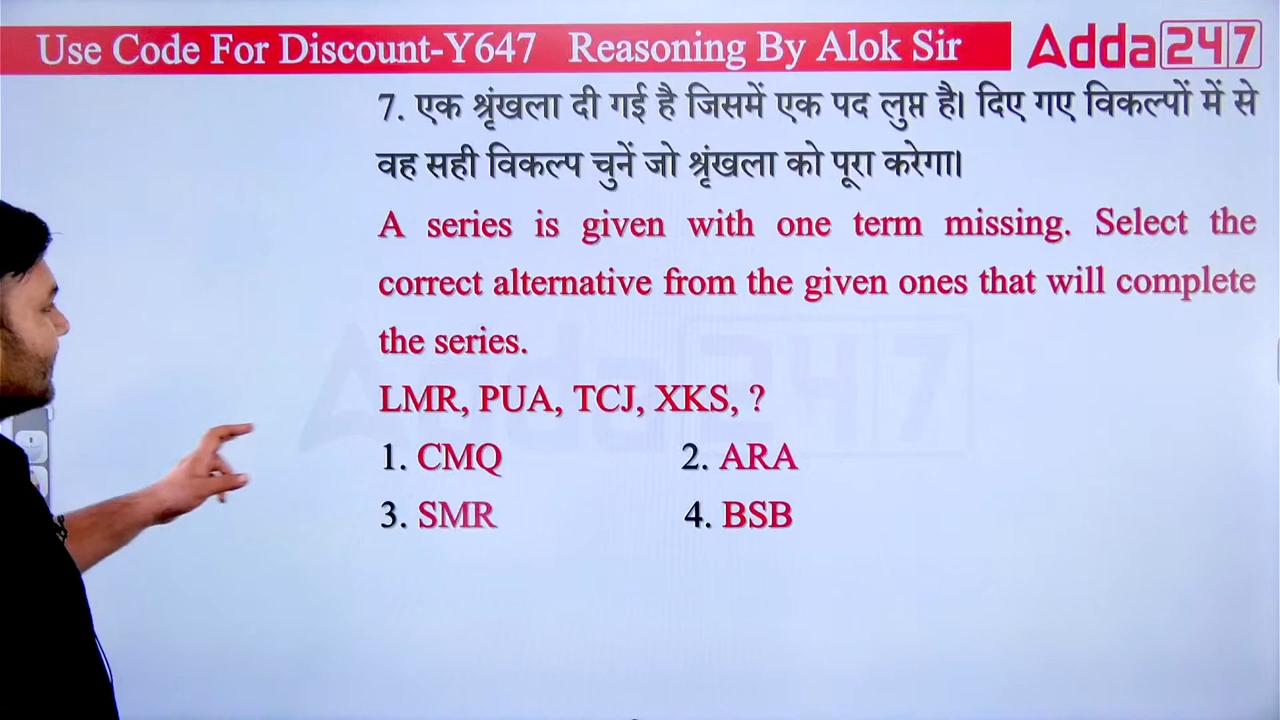 Use Code For Discount-Y647 Reasoning By Alok Sir
Adda247
7. एक श्रृंखला दी गई है जिसमें एक पद लुप्त है। दिए गए विकल्पों में से
वह सही विकल्प चुनें जो श्रृंखला को पूरा करेगा।
A series is given with one term missing. Select the
correct alternative from the given ones that will complete
the series.
LMR, PUA, TCJ, XKS, ?
1. CMQ 2. ARA
3. SMR 4. BSB
Adda247